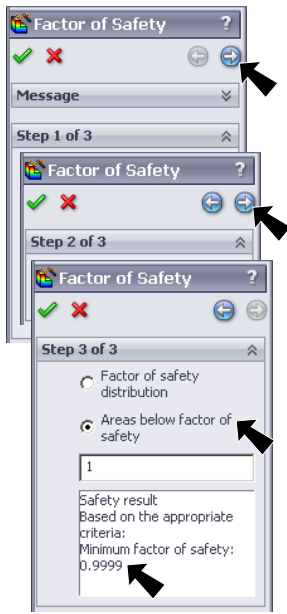 Factor of Safety ?
Message
Step 1 of 3
Factor of Safety ?
Step 2 of 3
Factor of Safety ?
Step 3 of 3
Factor of safety
distribution
Areas below factor of
safety
1
Safety result
Based on the appropriate
criteria:
Minimum factor of safety:
0.9999